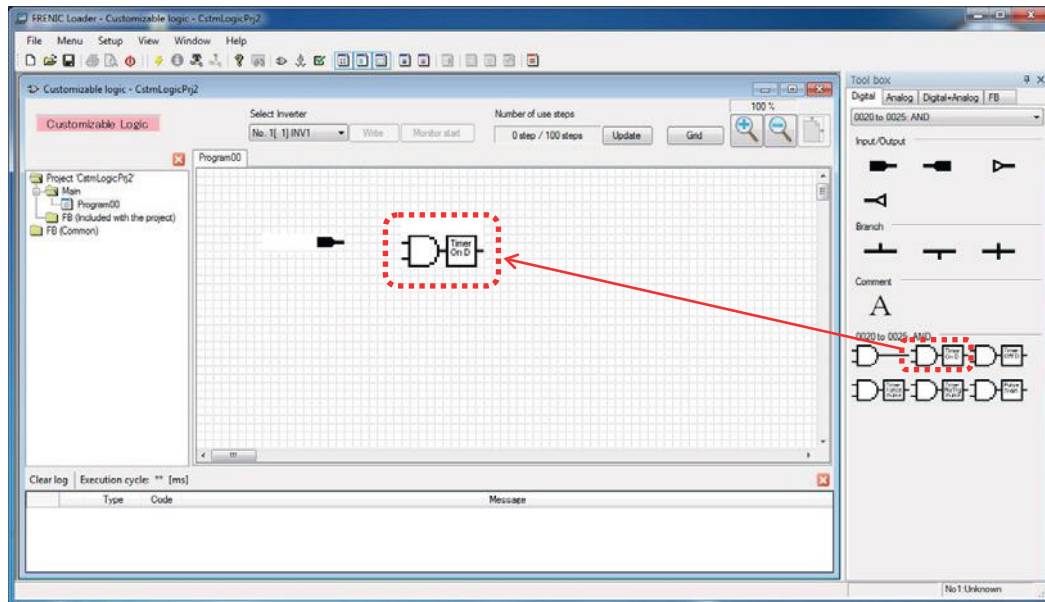 FRENIC Loader - Customizable logic - CstmLogicPrj2
File Menu Setup View Window Help
Customizable logic - CstmLogicPrj2
Customizable Logic
Select Inverter
No. 1[ 1] INV1
Write
Monitor start
Number of use steps
0 step / 100 steps
Update
Grid
100 %
Program00
Project 'CstmLogicPrj2'
Main
Program00
FB (Included with the project)
FB (Common)
Timer
On D
Clear log Execution cycle: ** [ms]
Type Code Message
Tool box
Digital Analog Digital+Analog FB
0020 to 0025: AND
Input/Output
Branch
Comment
A
0020 to 0025: AND
Timer
On D
Timer
Off D
No1:Unknown